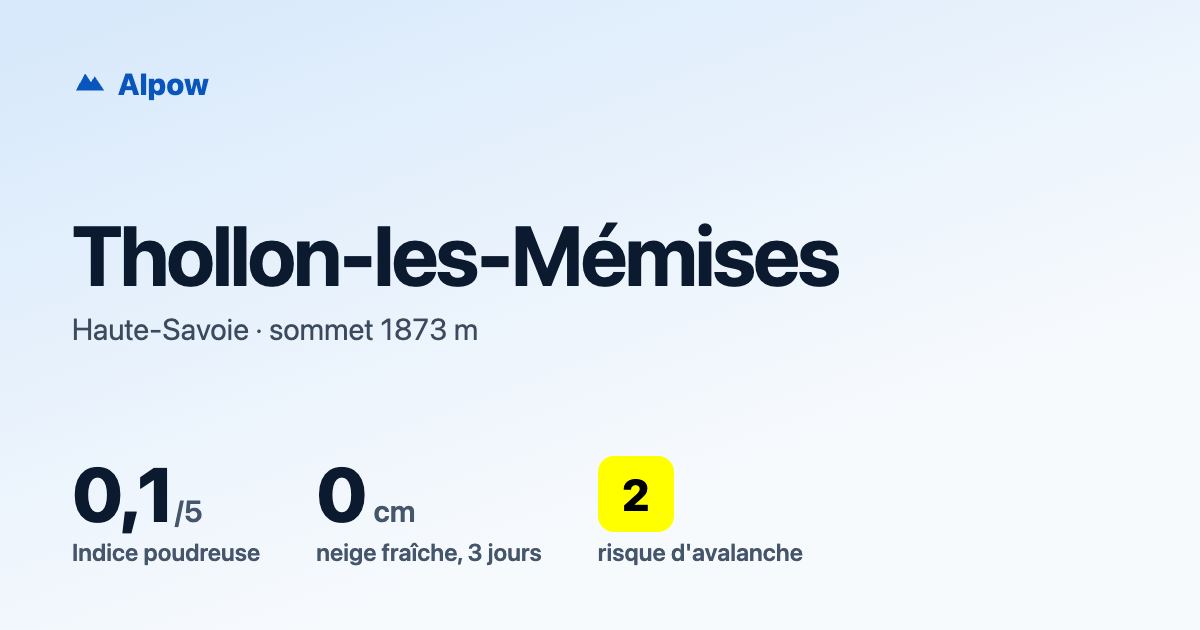 Alpow
Thollon-les-Mémises
Haute-Savoie · sommet 1873 m
0,1/5
Indice poudreuse
0 cm
neige fraîche, 3 jours
2
risque d'avalanche